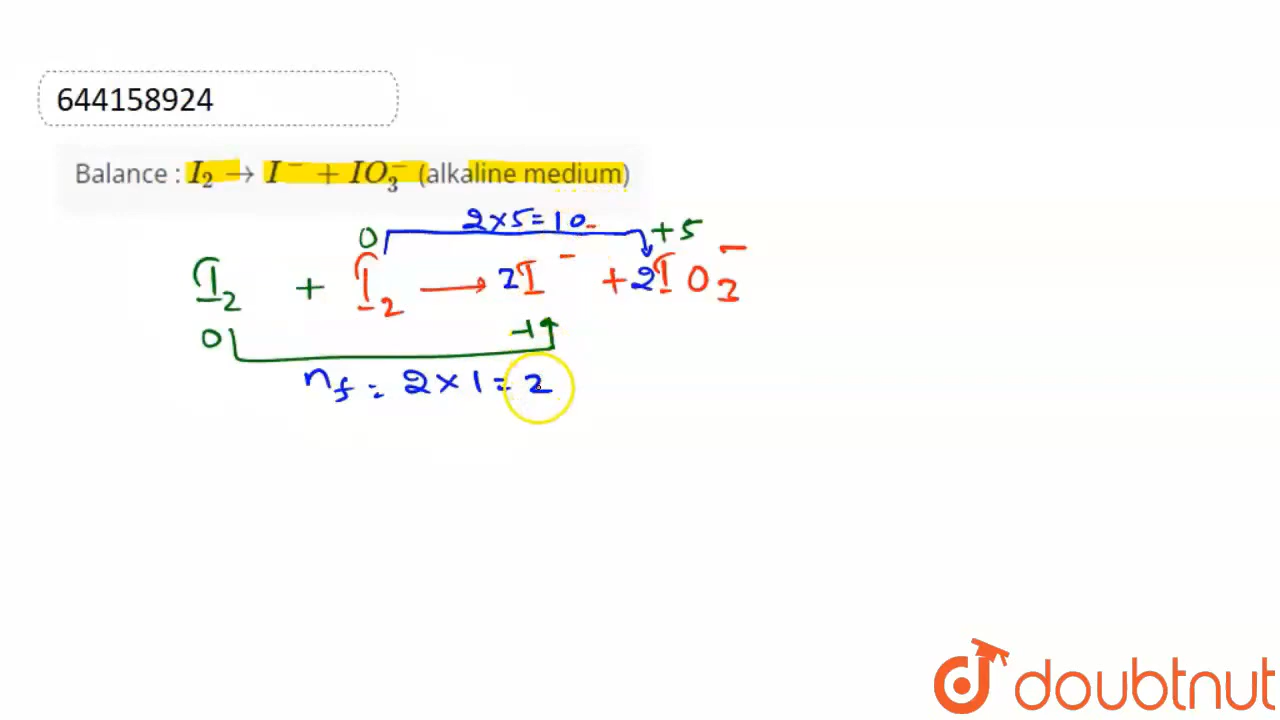 644158924
Balance : I₂ → I⁻ + IO₃⁻ (alkaline medium)
2×5=10
0 +5
I₂ + I₂ → 2I⁻ + 2IO₃⁻
0 -1
nf = 2×1=2
doubtnut